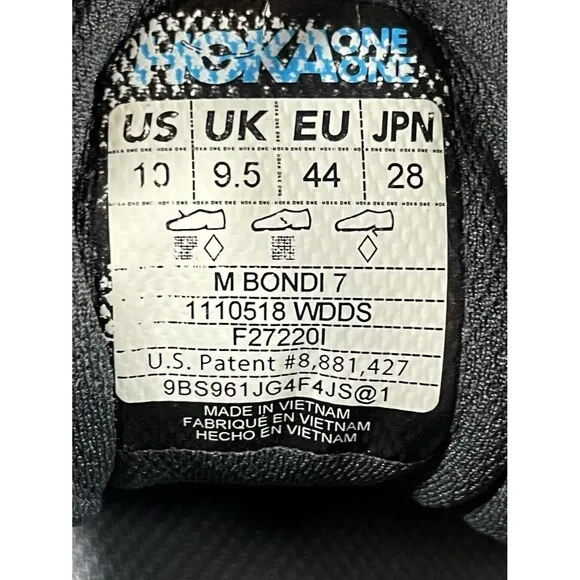 HOKA ONE ONE
US UK EU JPN
10 9.5 44 28
M BONDI 7
1110518 WDDS
F27220I
U.S. Patent #8,881,427
9BS961JG4F4JS@1
MADE IN VIETNAM
FABRIQUÉ EN VIETNAM
HECHO EN VIETNAM